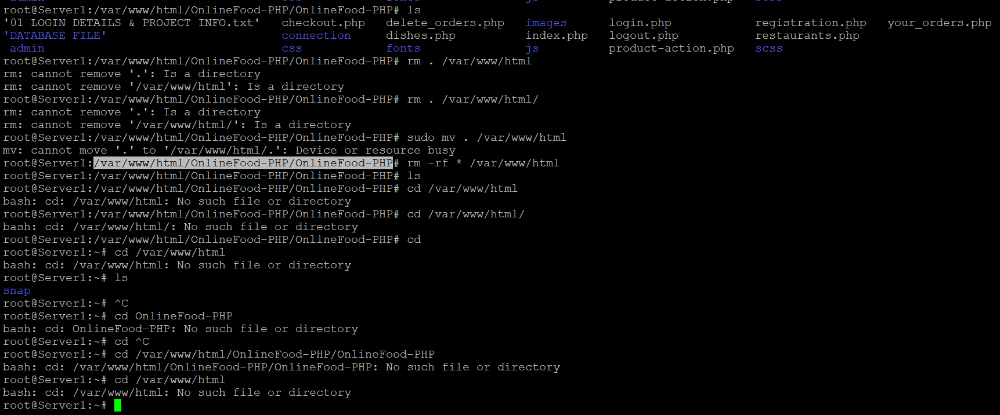 admin css fonts js product-action.php scss
root@Server1:/var/www/html/OnlineFood-PHP/OnlineFood-PHP# ls
'01 LOGIN DETAILS & PROJECT INFO.txt' checkout.php delete_orders.php images login.php registration.php your_orders.php
'DATABASE FILE' connection dishes.php index.php logout.php restaurants.php
admin css fonts js product-action.php scss
root@Server1:/var/www/html/OnlineFood-PHP/OnlineFood-PHP# rm . /var/www/html
rm: cannot remove '.': Is a directory
rm: cannot remove '/var/www/html': Is a directory
root@Server1:/var/www/html/OnlineFood-PHP/OnlineFood-PHP# rm . /var/www/html/
rm: cannot remove '.': Is a directory
rm: cannot remove '/var/www/html/': Is a directory
root@Server1:/var/www/html/OnlineFood-PHP/OnlineFood-PHP# sudo mv . /var/www/html
mv: cannot move '.' to '/var/www/html/.': Device or resource busy
root@Server1:/var/www/html/OnlineFood-PHP/OnlineFood-PHP# rm -rf * /var/www/html
root@Server1:/var/www/html/OnlineFood-PHP/OnlineFood-PHP# ls
root@Server1:/var/www/html/OnlineFood-PHP/OnlineFood-PHP# cd /var/www/html
bash: cd: /var/www/html: No such file or directory
root@Server1:/var/www/html/OnlineFood-PHP/OnlineFood-PHP# cd /var/www/html/
bash: cd: /var/www/html/: No such file or directory
root@Server1:/var/www/html/OnlineFood-PHP/OnlineFood-PHP# cd
root@Server1:~# cd /var/www/html
bash: cd: /var/www/html: No such file or directory
root@Server1:~# ls
snap
root@Server1:~# ^C
root@Server1:~# cd OnlineFood-PHP
bash: cd: OnlineFood-PHP: No such file or directory
root@Server1:~# cd ^C
root@Server1:~# cd /var/www/html/OnlineFood-PHP/OnlineFood-PHP
bash: cd: /var/www/html/OnlineFood-PHP/OnlineFood-PHP: No such file or directory
root@Server1:~# cd /var/www/html
bash: cd: /var/www/html: No such file or directory
root@Server1:~#